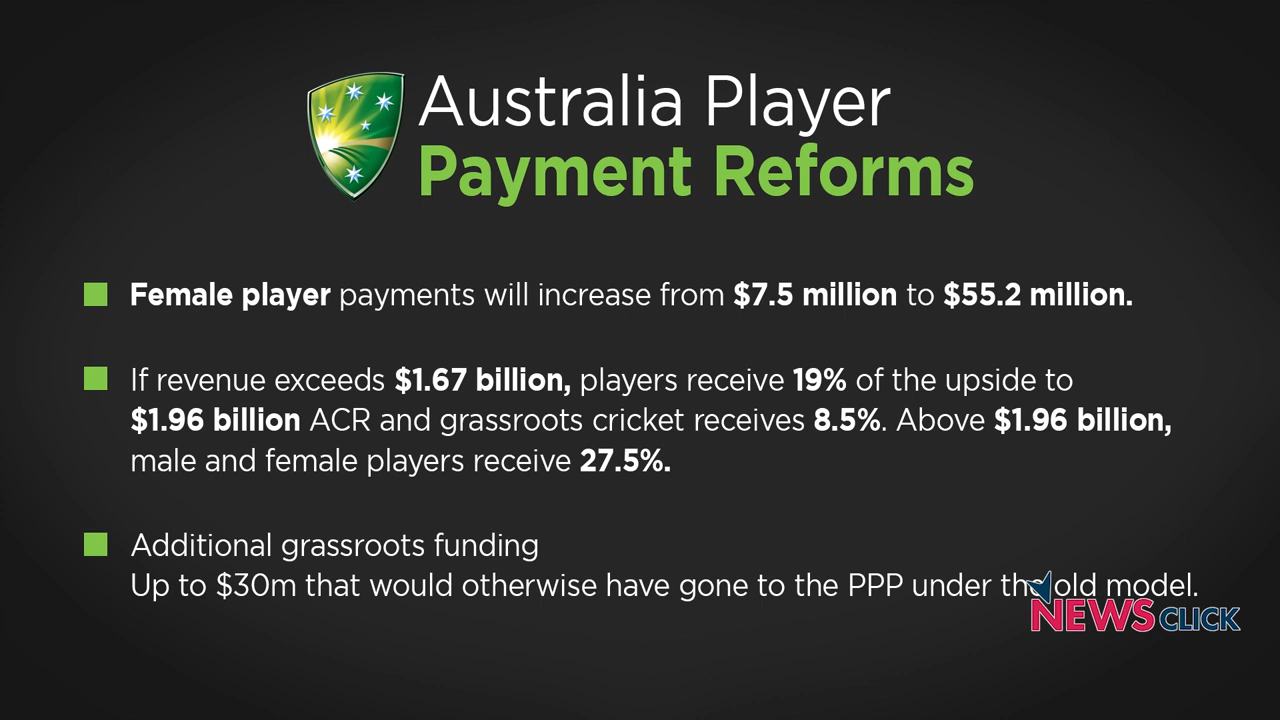 Australia Player
Payment Reforms
Female player payments will increase from $7.5 million to $55.2 million.
If revenue exceeds $1.67 billion, players receive 19% of the upside to
$1.96 billion ACR and grassroots cricket receives 8.5%. Above $1.96 billion,
male and female players receive 27.5%.
Additional grassroots funding
Up to $30m that would otherwise have gone to the PPP under the old model.
NEWSCLICK